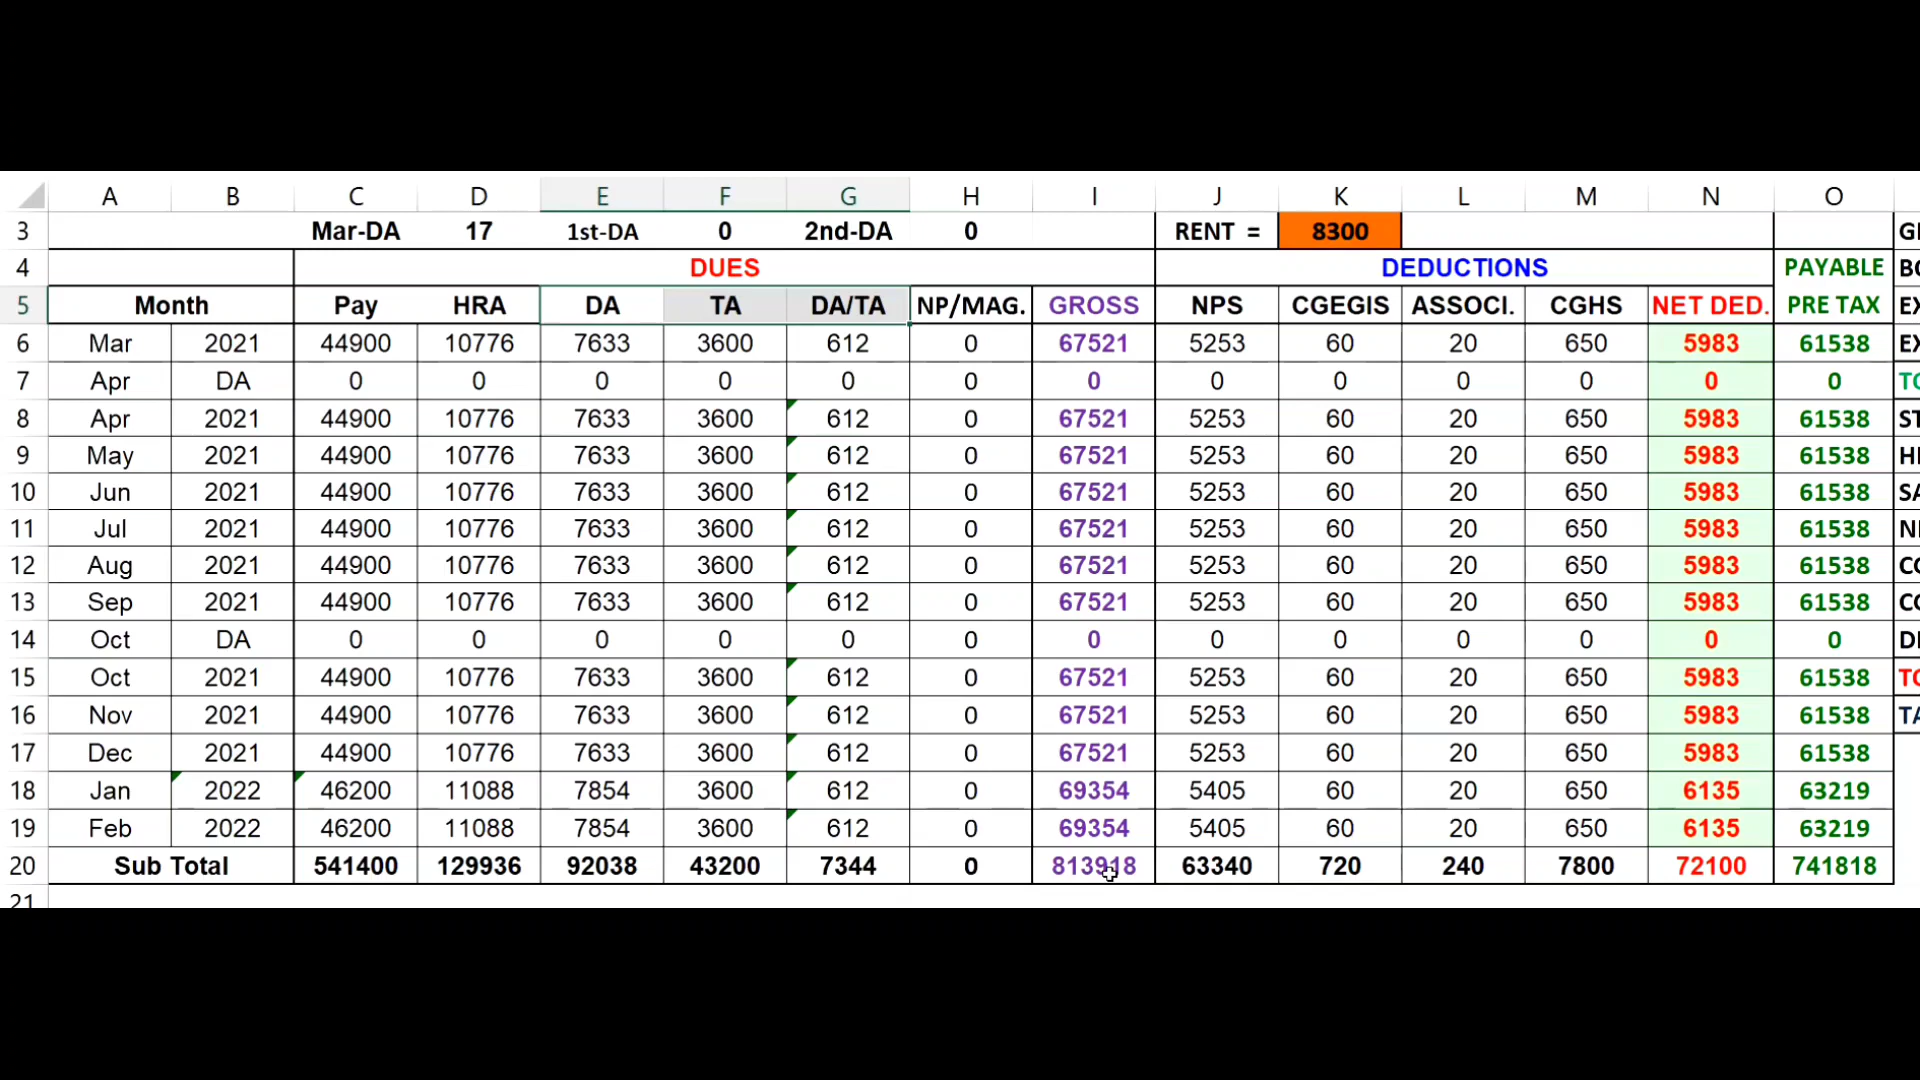 A B C D E F G H I J K L M N O
3 Mar-DA 17 1st-DA 0 2nd-DA 0 RENT = 8300
4 DUES DEDUCTIONS PAYABLE
5 Month Pay HRA DA TA DA/TA NP/MAG. GROSS NPS CGEGIS ASSOCI. CGHS NET DED. PRE TAX
6 Mar 2021 44900 10776 7633 3600 612 0 67521 5253 60 20 650 5983 61538
7 Apr DA 0 0 0 0 0 0 0 0 0 0 0 0 0
8 Apr 2021 44900 10776 7633 3600 612 0 67521 5253 60 20 650 5983 61538
9 May 2021 44900 10776 7633 3600 612 0 67521 5253 60 20 650 5983 61538
10 Jun 2021 44900 10776 7633 3600 612 0 67521 5253 60 20 650 5983 61538
11 Jul 2021 44900 10776 7633 3600 612 0 67521 5253 60 20 650 5983 61538
12 Aug 2021 44900 10776 7633 3600 612 0 67521 5253 60 20 650 5983 61538
13 Sep 2021 44900 10776 7633 3600 612 0 67521 5253 60 20 650 5983 61538
14 Oct DA 0 0 0 0 0 0 0 0 0 0 0 0 0
15 Oct 2021 44900 10776 7633 3600 612 0 67521 5253 60 20 650 5983 61538
16 Nov 2021 44900 10776 7633 3600 612 0 67521 5253 60 20 650 5983 61538
17 Dec 2021 44900 10776 7633 3600 612 0 67521 5253 60 20 650 5983 61538
18 Jan 2022 46200 11088 7854 3600 612 0 69354 5405 60 20 650 6135 63219
19 Feb 2022 46200 11088 7854 3600 612 0 69354 5405 60 20 650 6135 63219
20 Sub Total 541400 129936 92038 43200 7344 0 813918 63340 720 240 7800 72100 741818
21